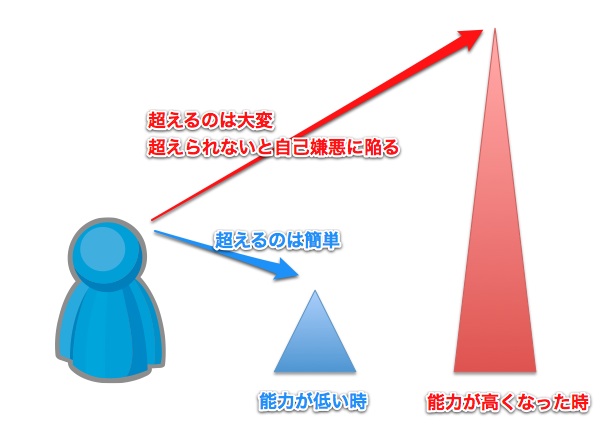 超えるのは大変
超えられないと自己嫌悪に陥る
超えるのは簡単
能力が低い時
能力が高くなった時